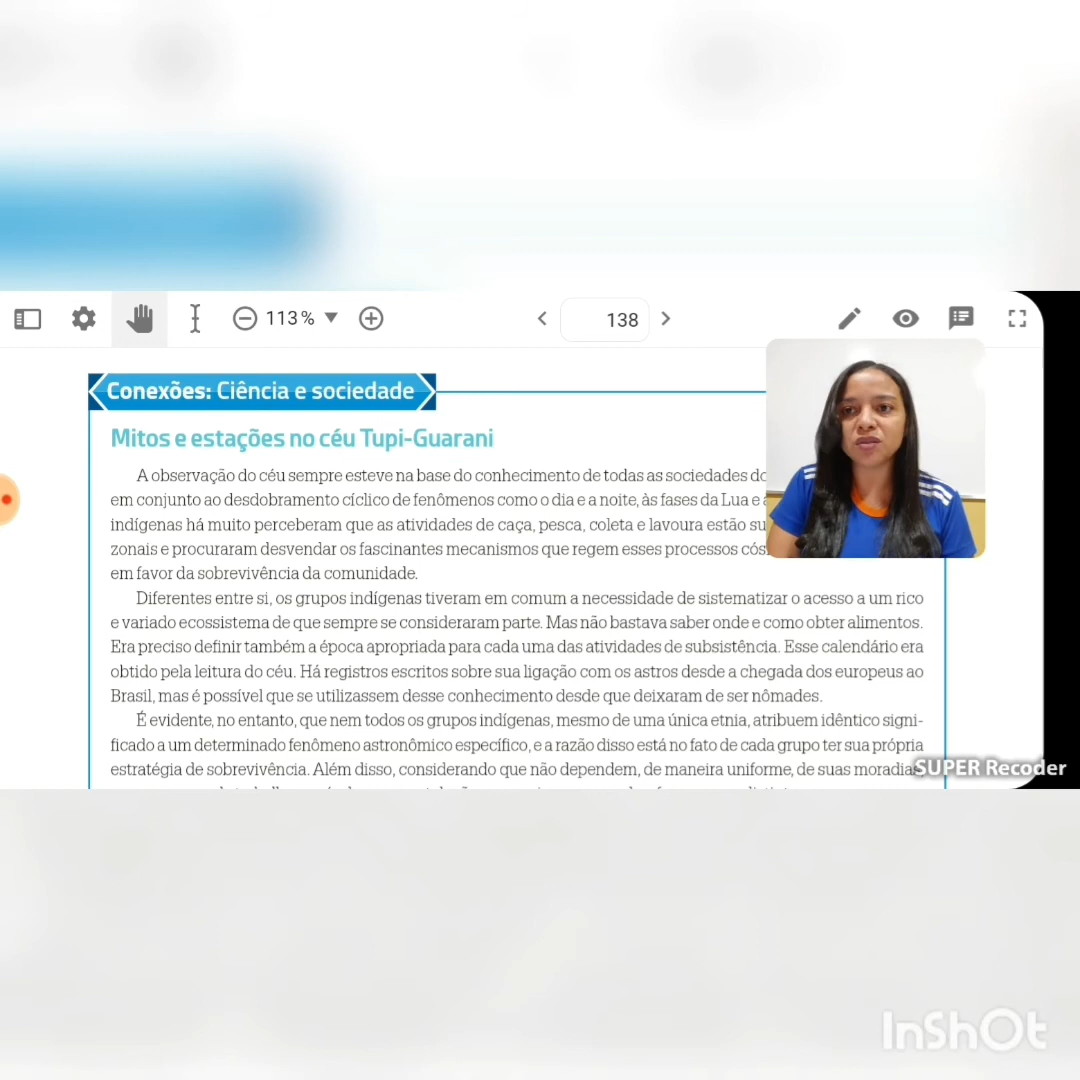 113%
138
Conexões: Ciência e sociedade
Mitos e estações no céu Tupi-Guarani
A observação do céu sempre esteve na base do conhecimento de todas as sociedades do
em conjunto ao desdobramento cíclico de fenômenos como o dia e a noite, às fases da Lua e
indígenas há muito perceberam que as atividades de caça, pesca, coleta e lavoura estão su
zonais e procuraram desvendar os fascinantes mecanismos que regem esses processos cós
em favor da sobrevivência da comunidade.
Diferentes entre si, os grupos indígenas tiveram em comum a necessidade de sistematizar o acesso a um rico
e variado ecossistema de que sempre se consideraram parte. Mas não bastava saber onde e como obter alimentos.
Era preciso definir também a época apropriada para cada uma das atividades de subsistência. Esse calendário era
obtido pela leitura do céu. Há registros escritos sobre sua ligação com os astros desde a chegada dos europeus ao
Brasil, mas é possível que se utilizassem desse conhecimento desde que deixaram de ser nômades.
É evidente, no entanto, que nem todos os grupos indígenas, mesmo de uma única etnia, atribuem idêntico signi-
ficado a um determinado fenômeno astronômico específico, e a razão disso está no fato de cada grupo ter sua própria
estratégia de sobrevivência. Além disso, considerando que não dependem, de maneira uniforme, de suas moradias,
SUPER Recoder
InShOt